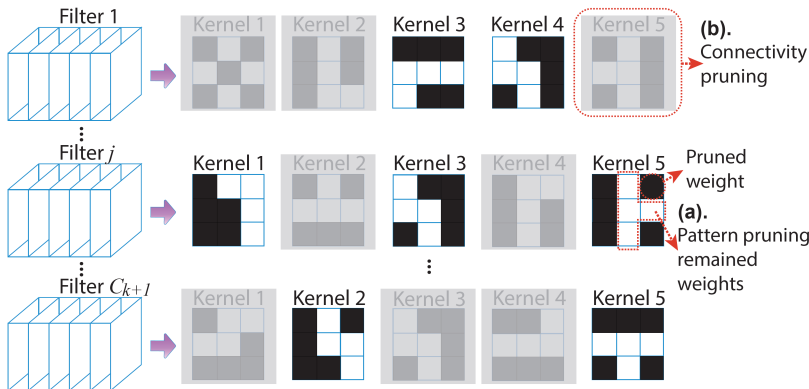 Filter 1
Kernel 1
Kernel 2
Kernel 3
Kernel 4
Kernel 5
(b).
Connectivity
pruning
Filter j
Kernel 1
Kernel 2
Kernel 3
Kernel 4
Kernel 5
Pruned
weight
(a).
Pattern pruning
remained
weights
Filter Ck+1
Kernel 1
Kernel 2
Kernel 3
Kernel 4
Kernel 5